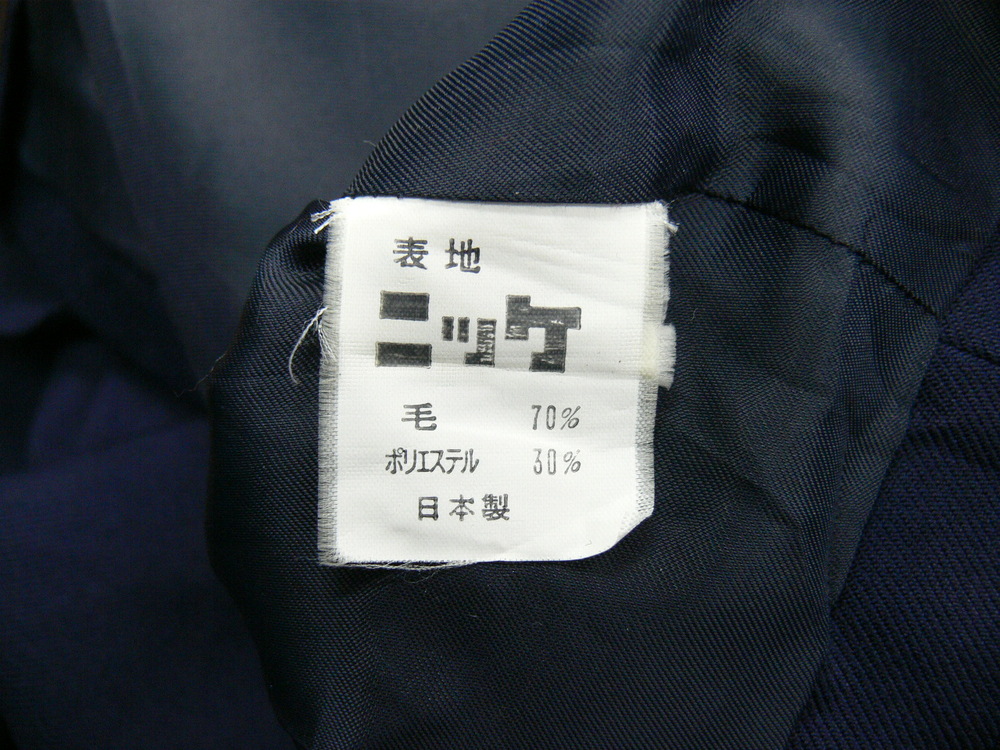 表地
ニッケ
毛 70%
ポリエステル 30%
日本製